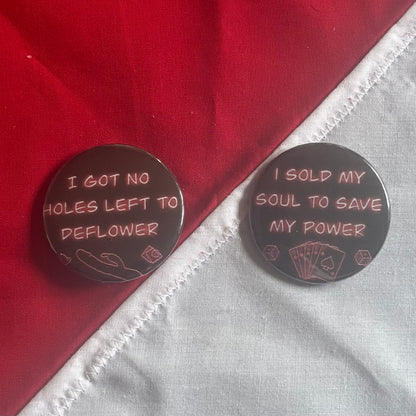 I GOT NO
HOLES LEFT TO
DEFLOWER
I SOLD MY
SOUL TO SAVE
MY POWER